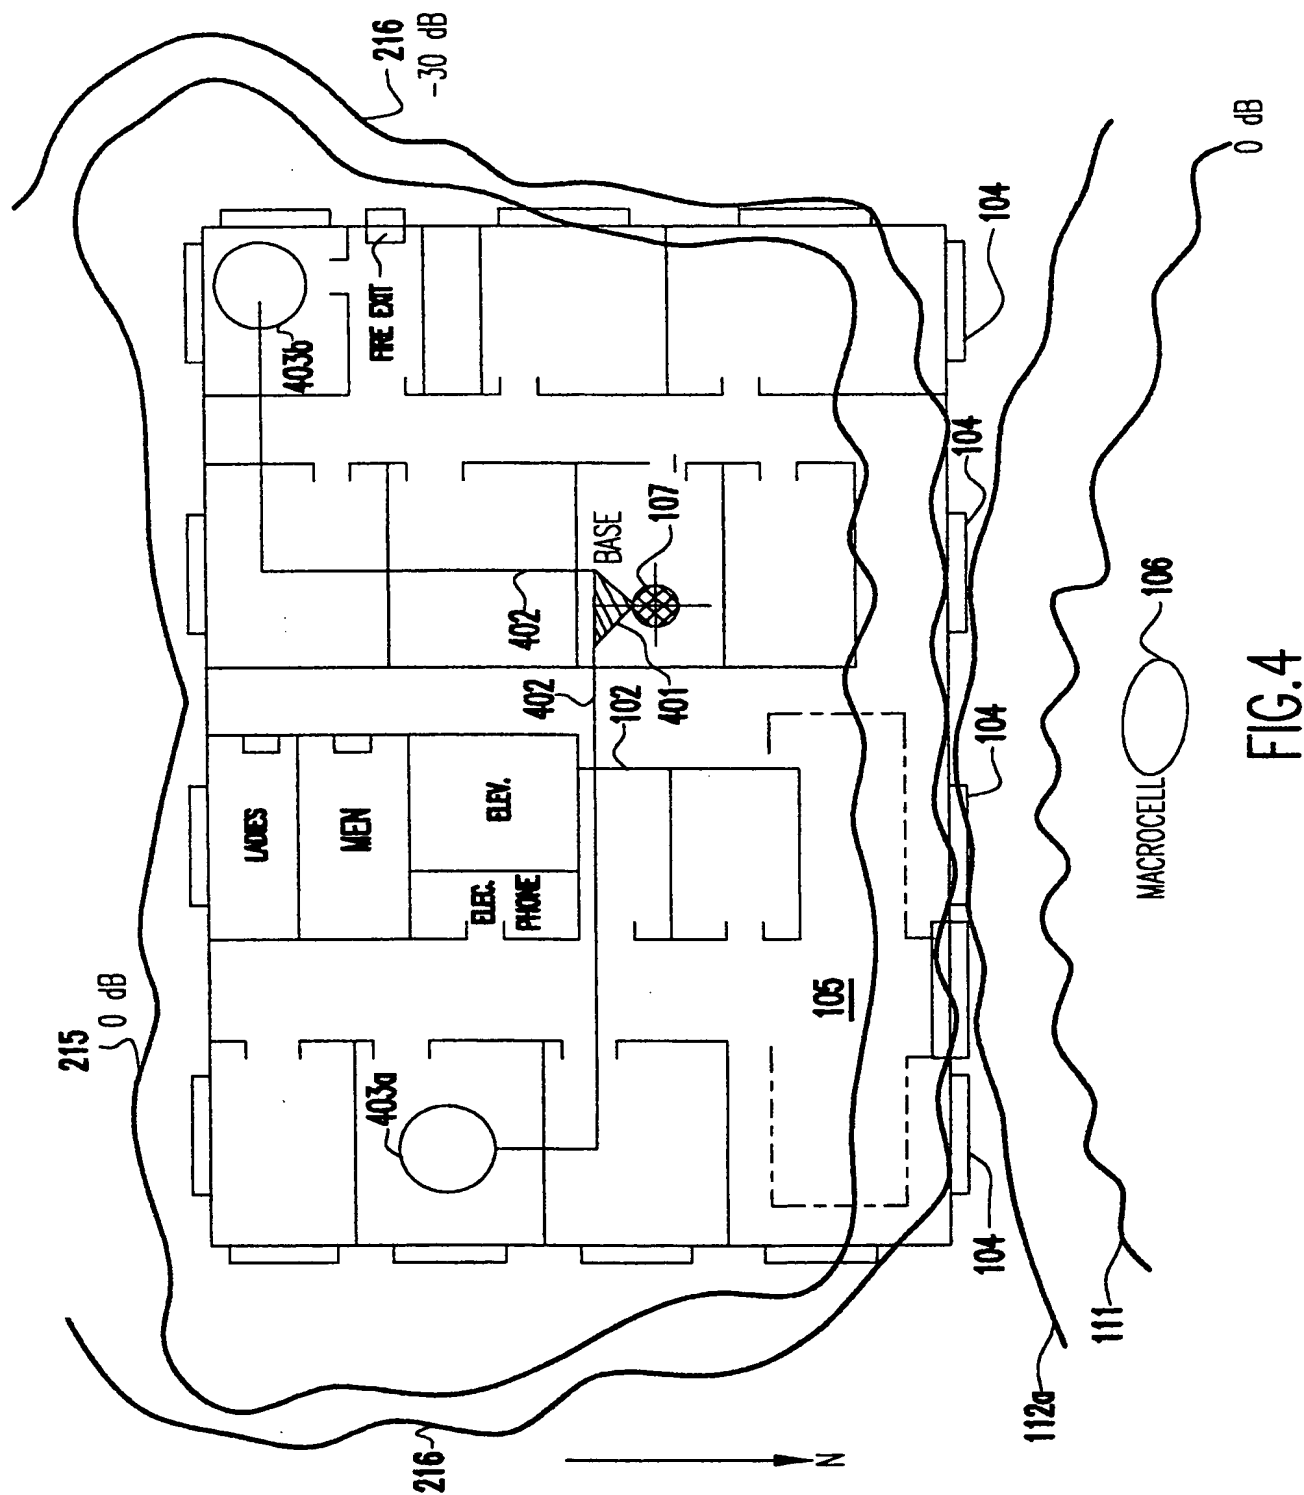 216
-30 dB
0 dB
104
403b
FIRE EXIT
104
BASE
107
402
402
102
401
104
106
MACROCELL
FIG.4
LADIES
MEN
ELEV.
ELEC.
PHONE
105
215
0 dB
403a
104
111
112a
216
N